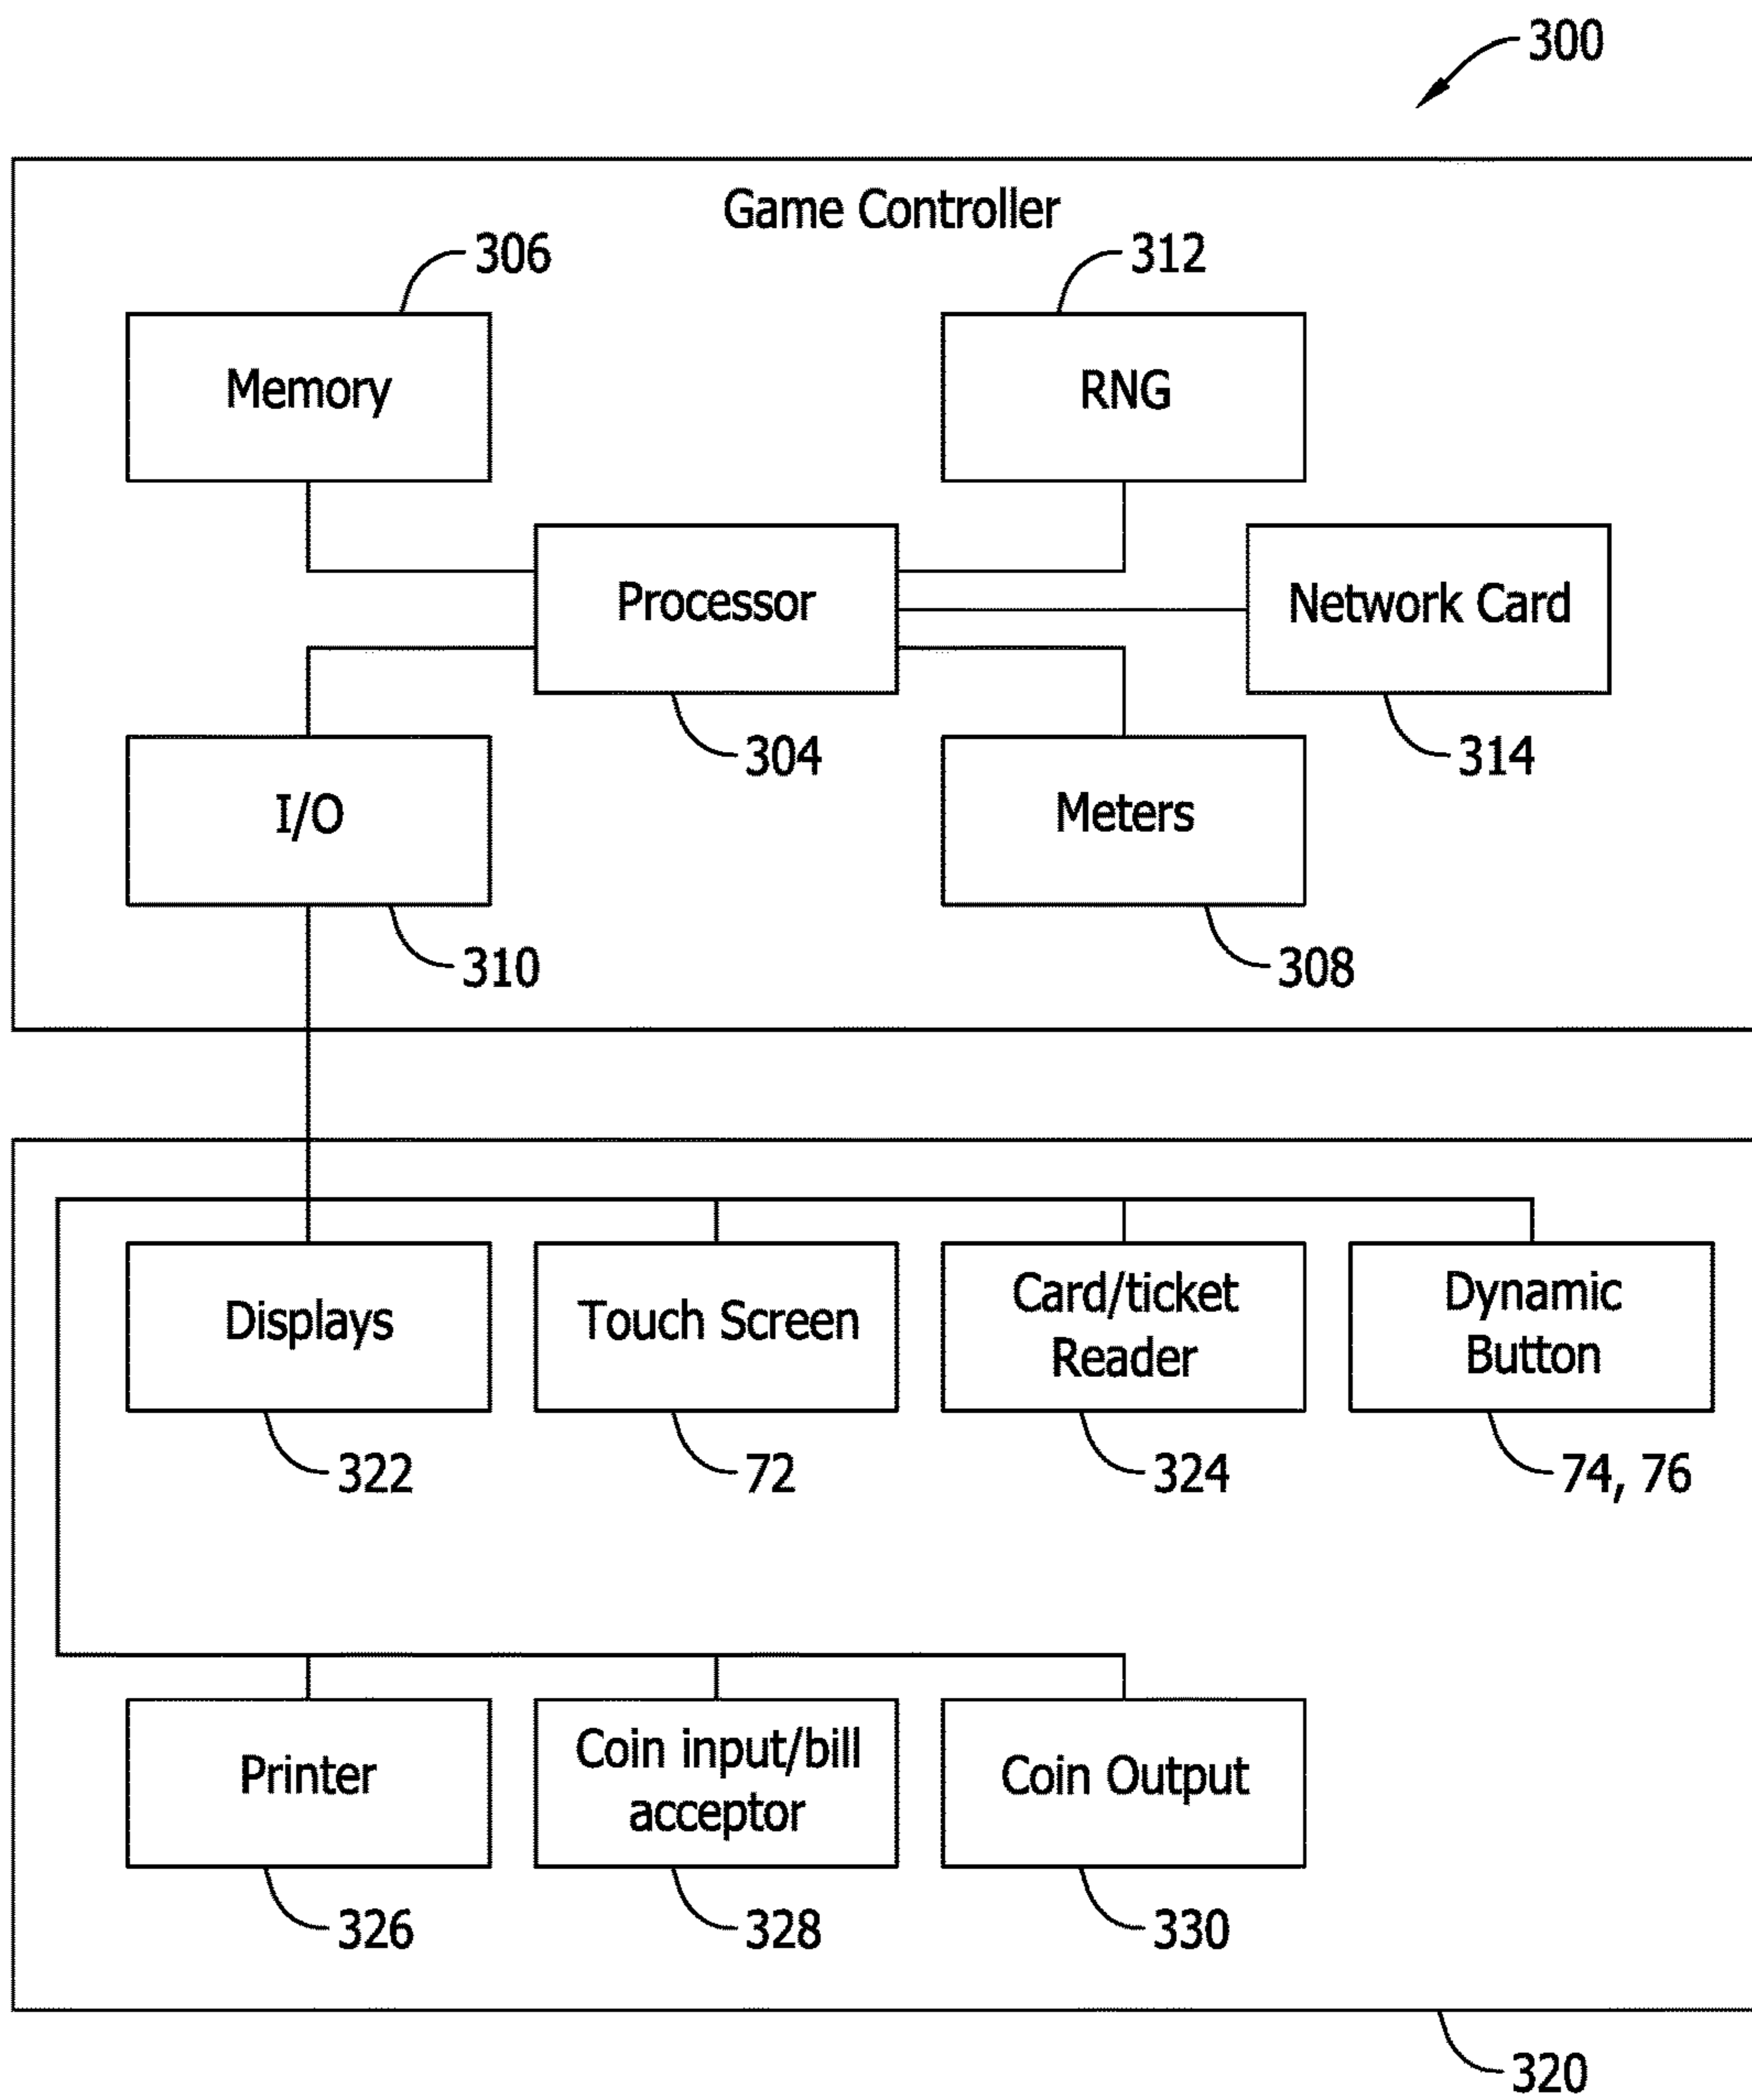 300
Game Controller
306
312
Memory
RNG
Processor
Network Card
304
314
I/O
Meters
310
308
Displays
Touch Screen
Card/ticket
Reader
Dynamic
Button
322
72
324
74, 76
Printer
Coin input/bill
acceptor
Coin Output
326
328
330
320